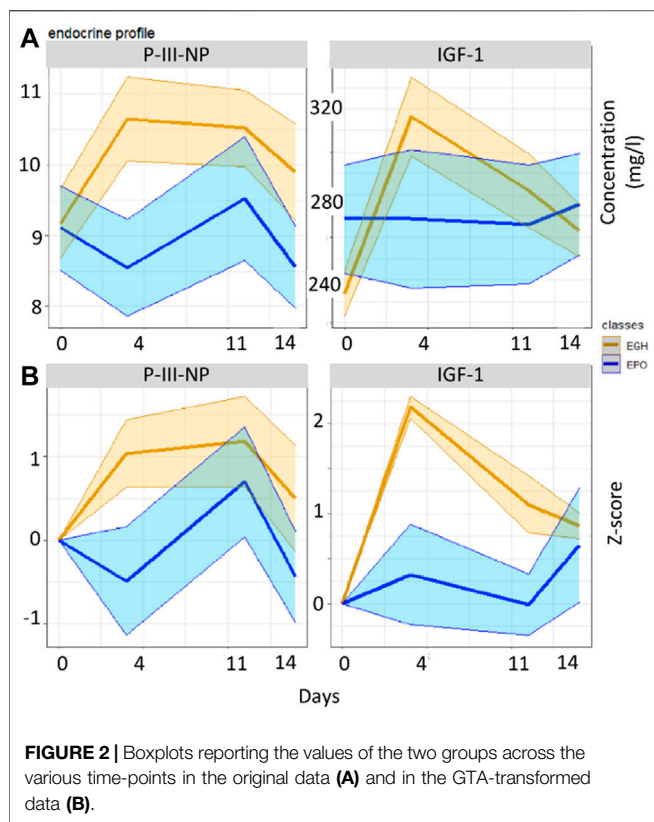 A endocrine profile
P-III-NP
IGF-1
11
10
9
8
320
280
240
Concentration
(mg/l)
0 4 11 14
0 4 11 14
classes
EGH
EPO
B
P-III-NP
IGF-1
1
0
-1
2
1
0
Z-score
0 4 11 14
0 4 11 14
Days
FIGURE 2 | Boxplots reporting the values of the two groups across the
various time-points in the original data (A) and in the GTA-transformed
data (B).